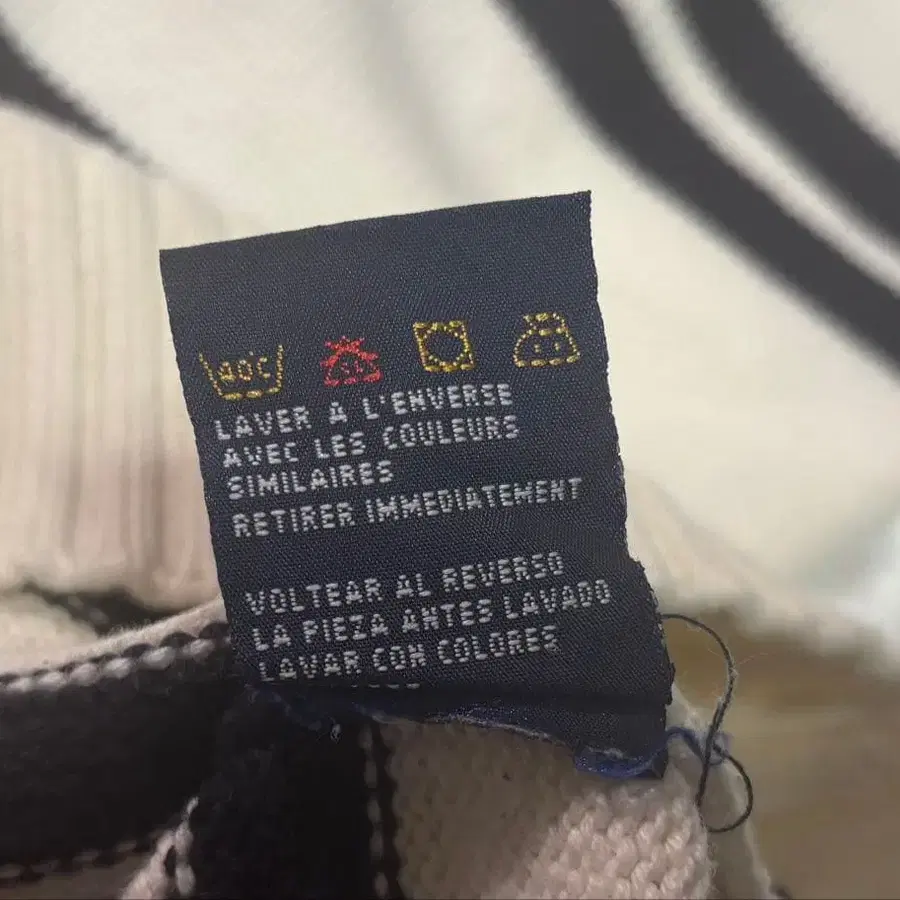 40°C
LAVER A L'ENVERSE
AVEC LES COULEURS
SIMILAIRES
RETIRER IMMEDIATEMENT
VOLTEAR AL REVERSO
LA PIEZA ANTES LAVADO
LAVAR CON COLORES